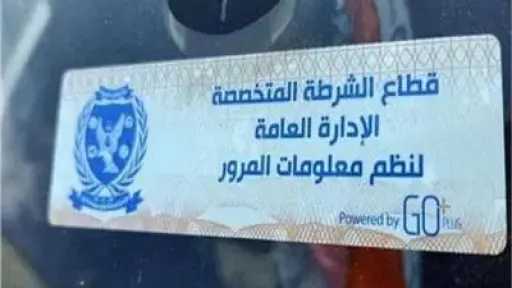 قطاع الشرطة المتخصصة
الإدارة العامة
لنظم معلومات المرور
Powered by GO+ PLUS